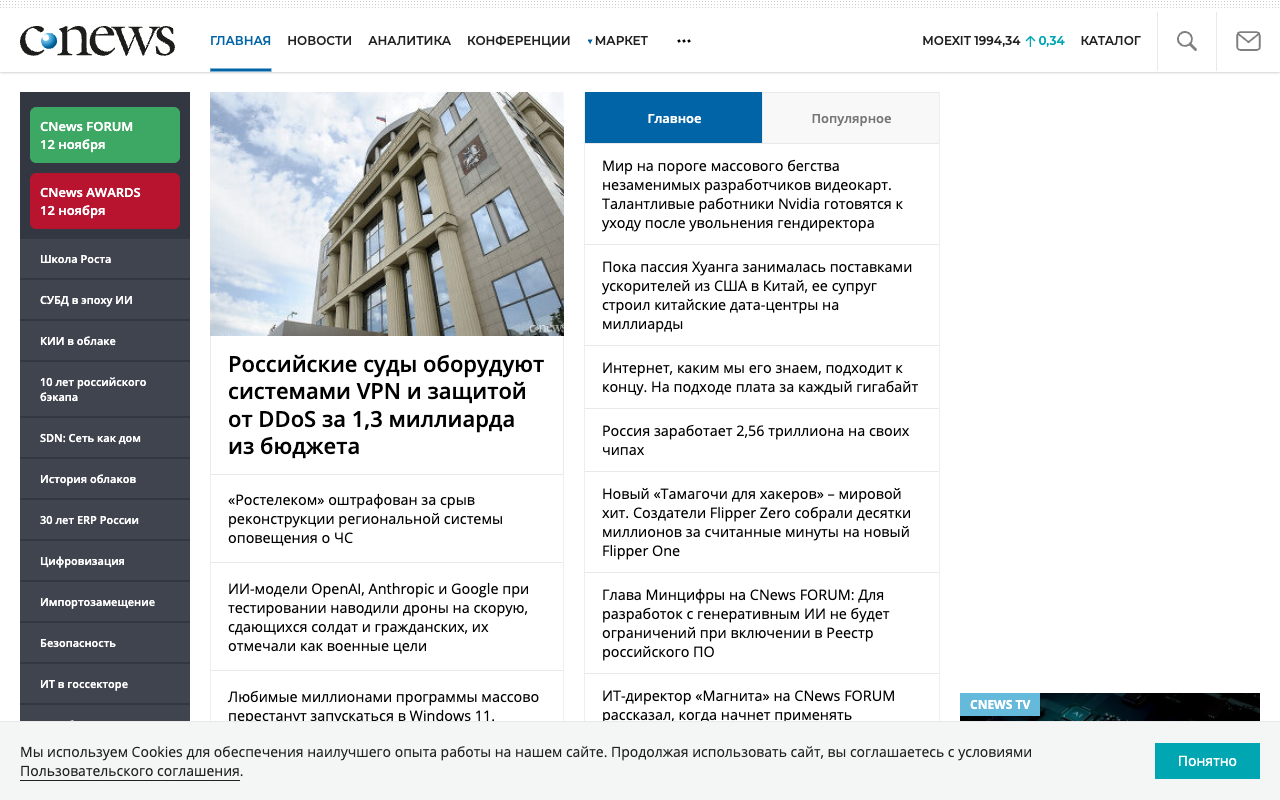 cnews
ГЛАВНАЯ
НОВОСТИ
АНАЛИТИКА
КОНФЕРЕНЦИИ
МАРКЕТ
MOEXIT 1994,34 ↑ 0,34
КАТАЛОГ
CNews FORUM
12 ноября
CNews AWARDS
12 ноября
Школа Роста
СУБД в эпоху ИИ
КИИ в облаке
10 лет российского
бэкапа
SDN: Сеть как дом
История облаков
30 лет ERP России
Цифровизация
Импортозамещение
Безопасность
ИТ в госсекторе
cnews
Российские суды оборудуют
системами VPN и защитой
от DDoS за 1,3 миллиарда
из бюджета
«Ростелеком» оштрафован за срыв
реконструкции региональной системы
оповещения о ЧС
ИИ-модели OpenAI, Anthropic и Google при
тестировании наводили дроны на скорую,
сдающихся солдат и гражданских, их
отмечали как военные цели
Любимые миллионами программы массово
перестанут запускаться в Windows 11.
Главное
Популярное
Мир на пороге массового бегства
незаменимых разработчиков видеокарт.
Талантливые работники Nvidia готовятся к
уходу после увольнения гендиректора
Пока пассия Хуанга занималась поставками
ускорителей из США в Китай, ее супруг
строил китайские дата-центры на
миллиарды
Интернет, каким мы его знаем, подходит к
концу. На подходе плата за каждый гигабайт
Россия заработает 2,56 триллиона на своих
чипах
Новый «Тамагочи для хакеров» – мировой
хит. Создатели Flipper Zero собрали десятки
миллионов за считанные минуты на новый
Flipper One
Глава Минцифры на CNews FORUM: Для
разработок с генеративным ИИ не будет
ограничений при включении в Реестр
российского ПО
ИТ-директор «Магнита» на CNews FORUM
рассказал, когда начнет применять
CNEWS TV
Мы используем Cookies для обеспечения наилучшего опыта работы на нашем сайте. Продолжая использовать сайт, вы соглашаетесь с условиями
Пользовательского соглашения.
Понятно